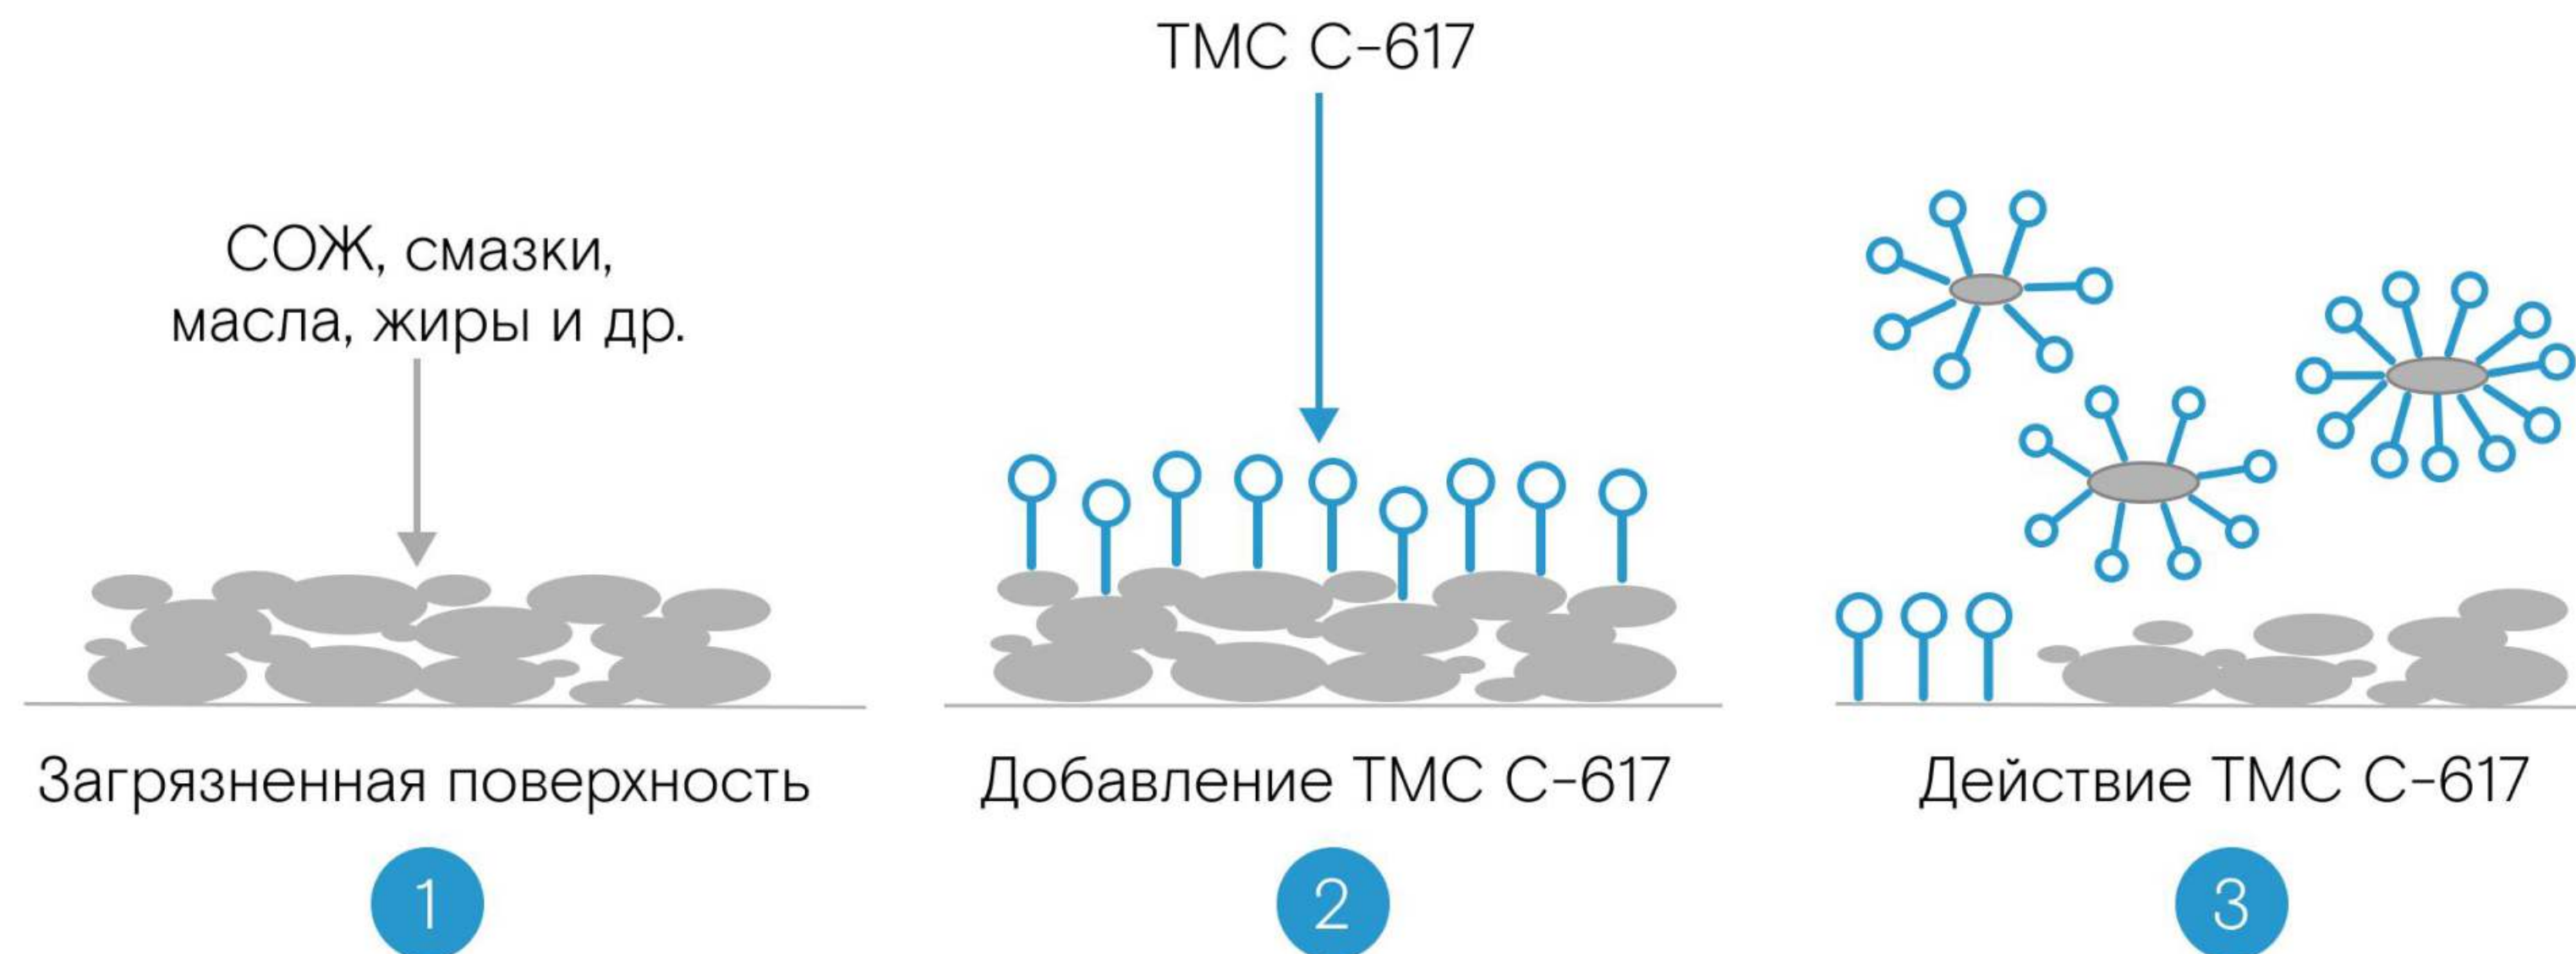 ТМС С-617
СОЖ, смазки,
масла, жиры и др.
Загрязненная поверхность
Добавление ТМС С-617
Действие ТМС С-617
1
2
3